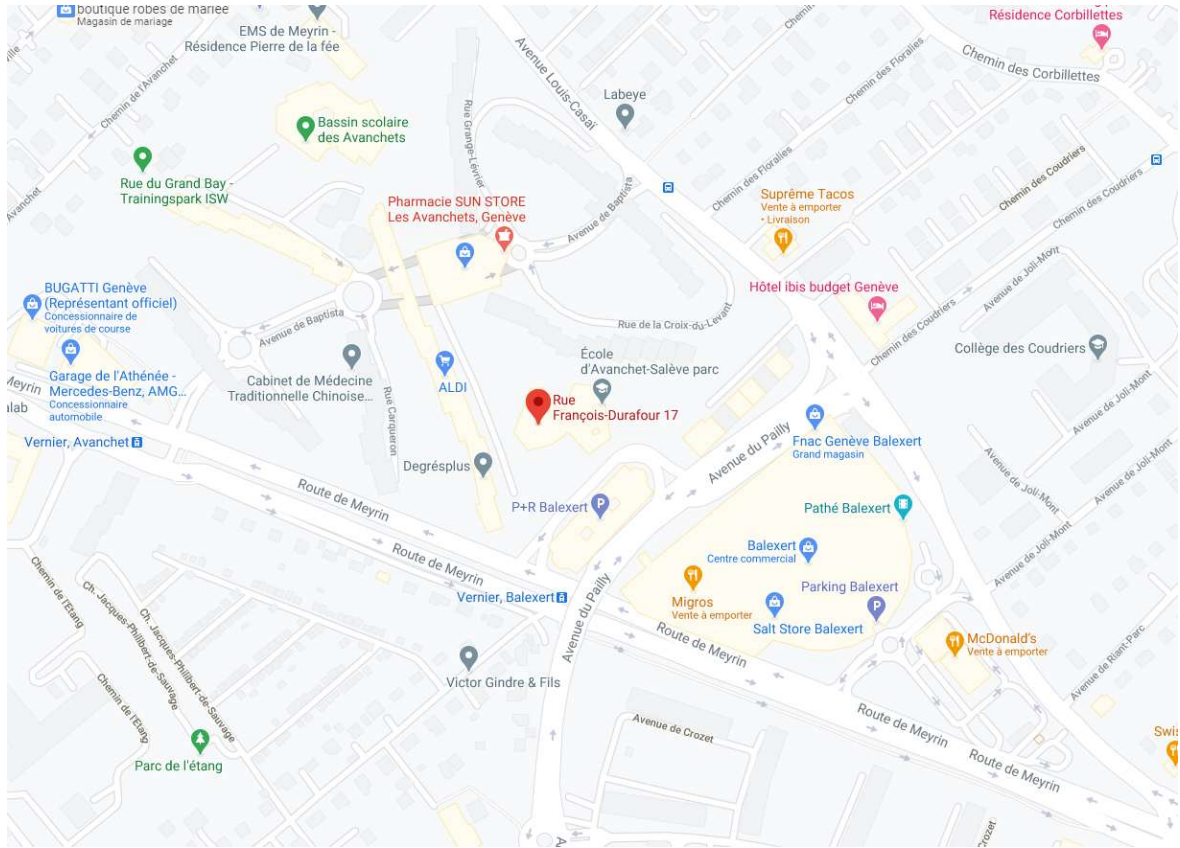 boutique robes de mariée
Magasin de mariage
EMS de Meyrin -
Résidence Pierre de la fée
Résidence Corbillettes
Avenue Louis-Casaï
Chemin des Floralies
Chemin des Corbillettes
Chemin de l'Avanchet
Rue Grange-Lévrier
Labeye
Bassin scolaire
des Avanchets
Rue du Grand Bay -
Trainingspark ISW
Avanchet
Chemin des Floralies
Chemin des Coudriers
Chemin des Coudriers
Pharmacie SUN STORE
Les Avanchets, Genève
Avenue de Baptista
Suprême Tacos
Vente à emporter
• Livraison
Avenue de Joli-Mont
BUGATTI Genève
(Représentant officiel)
Concessionnaire de
voitures de course
Hôtel ibis budget Genève
Avenue de Baptista
Rue de la Croix-du-Levant
Chemin des Coudriers
Collège des Coudriers
Garage de l'Athénée -
Mercedes-Benz, AMG...
Concessionnaire
automobile
Cabinet de Médecine
Traditionnelle Chinoise...
ALDI
École
d'Avanchet-Salève parc
Meyrin
alab
Rue Carqueron
Rue
François-Durafour 17
Vernier, Avanchet
Fnac Genève Balexert
Grand magasin
Avenue du Pailly
Avenue de Joli-Mont
Avenue de Joli-Mont
Degrésplus
Route de Meyrin
P+R Balexert
Pathé Balexert
Route de Meyrin
Balexert
Centre commercial
Avenue de Joli-Mont
Chemin de l'Etang
Ch. Jacques-Philibert-de-Sauvage
Ch. Jacques-Philibert-de-Sauvage
Vernier, Balexert
Avenue du Pailly
Migros
Vente à emporter
Parking Balexert
Salt Store Balexert
Route de Meyrin
McDonald's
Vente à emporter
Avenue de Riant-Parc
Victor Gindre & Fils
Chemin de l'Etang
Parc de l'étang
Avenue de Crozet
Route de Meyrin
Route de Meyrin
Swis
Crozet